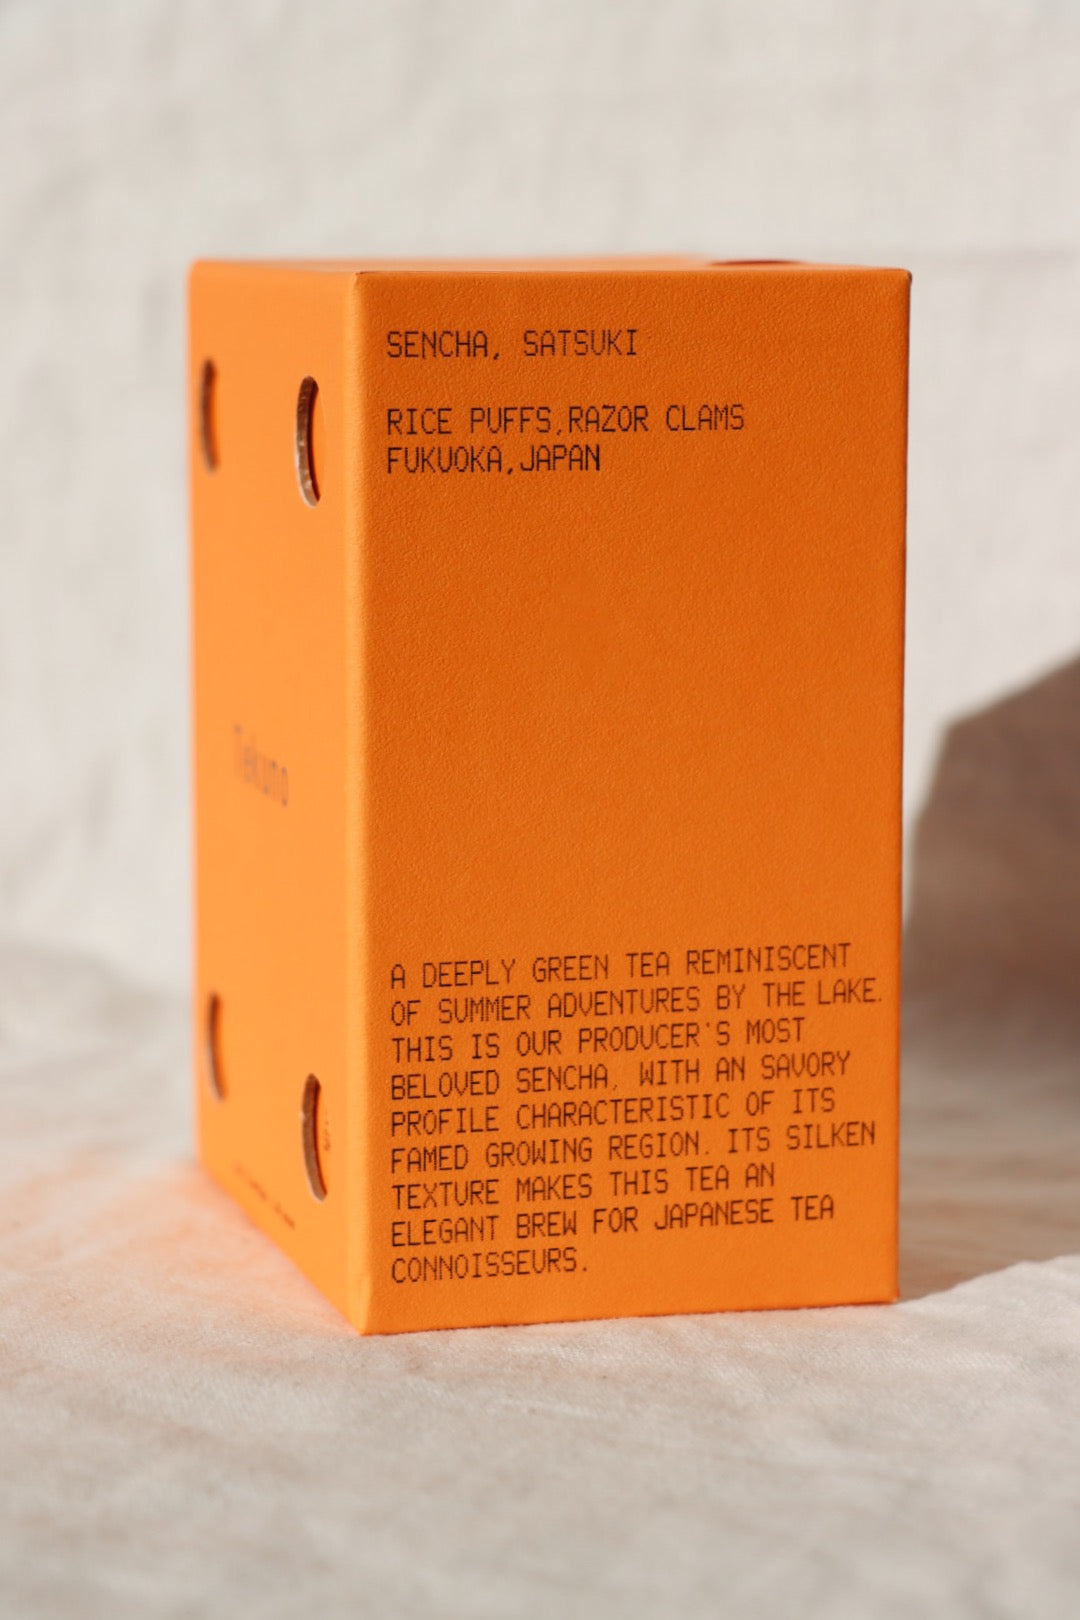 SENCHA, SATSUKI
RICE PUFFS,RAZOR CLAMS
FUKUOKA,JAPAN
A DEEPLY GREEN TEA REMINISCENT
OF SUMMER ADVENTURES BY THE LAKE.
THIS IS OUR PRODUCER'S MOST
BELOVED SENCHA, WITH AN SAVORY
PROFILE CHARACTERISTIC OF ITS
FAMED GROWING REGION. ITS SILKEN
TEXTURE MAKES THIS TEA AN
ELEGANT BREW FOR JAPANESE TEA
CONNOISSEURS.
Tekuno